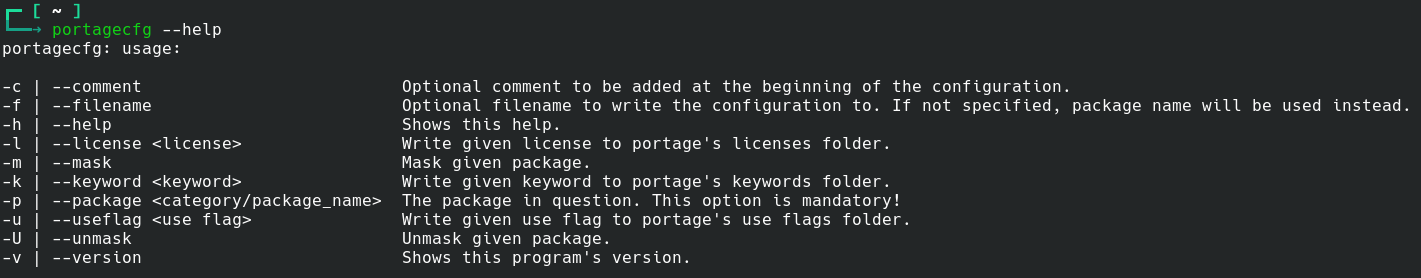 ┌─ [ ~ ]
└──→ portagecfg --help
portagecfg: usage:

-c | --comment                          Optional comment to be added at the beginning of the configuration.
-f | --filename                         Optional filename to write the configuration to. If not specified, package name will be used instead.
-h | --help                             Shows this help.
-l | --license <license>                Write given license to portage's licenses folder.
-m | --mask                             Mask given package.
-k | --keyword <keyword>                Write given keyword to portage's keywords folder.
-p | --package <category/package_name>  The package in question. This option is mandatory!
-u | --useflag <use flag>               Write given use flag to portage's use flags folder.
-U | --unmask                           Unmask given package.
-v | --version                          Shows this program's version.